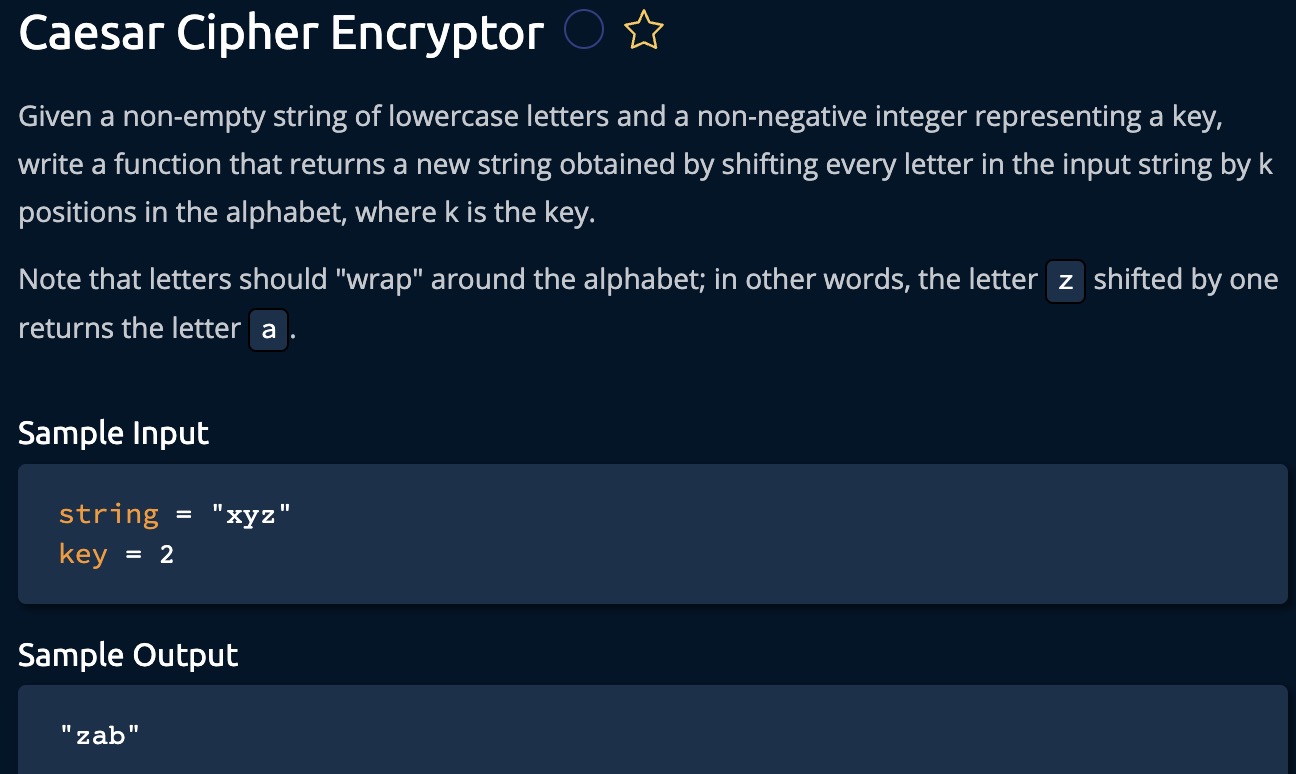 Caesar Cipher Encryptor
Given a non-empty string of lowercase letters and a non-negative integer representing a key,
write a function that returns a new string obtained by shifting every letter in the input string by k
positions in the alphabet, where k is the key.
Note that letters should "wrap" around the alphabet; in other words, the letter z shifted by one
returns the letter a.
Sample Input
string = "xyz"
key = 2
Sample Output
"zab"